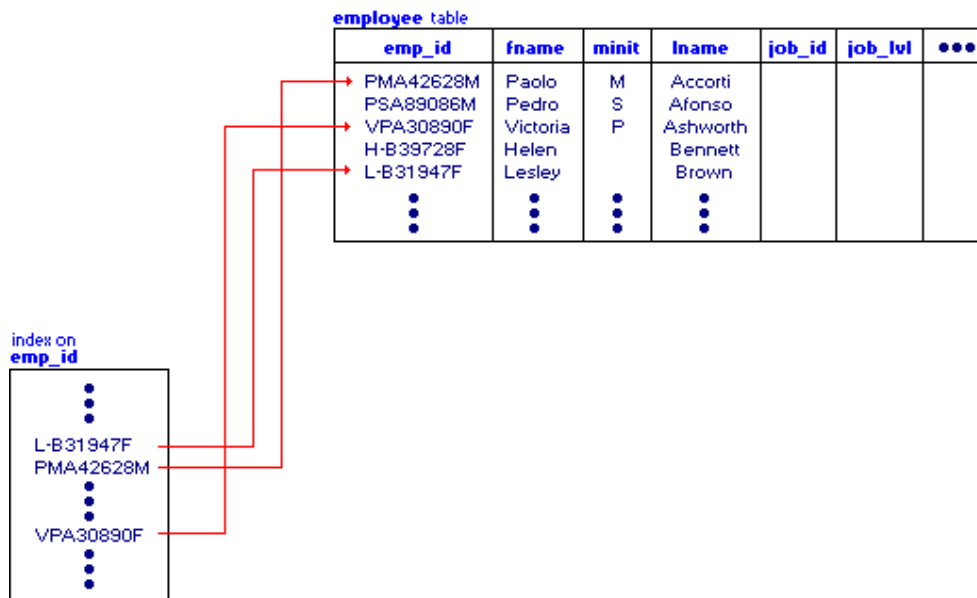 employee table
emp_id fname minit lname job_id job_lvl •••
PMA42628M Paolo M Accorti
PSA89086M Pedro S Afonso
VPA30890F Victoria P Ashworth
H-B39728F Helen Bennett
L-B31947F Lesley Brown
index on
emp_id
L-B31947F
PMA42628M
VPA30890F